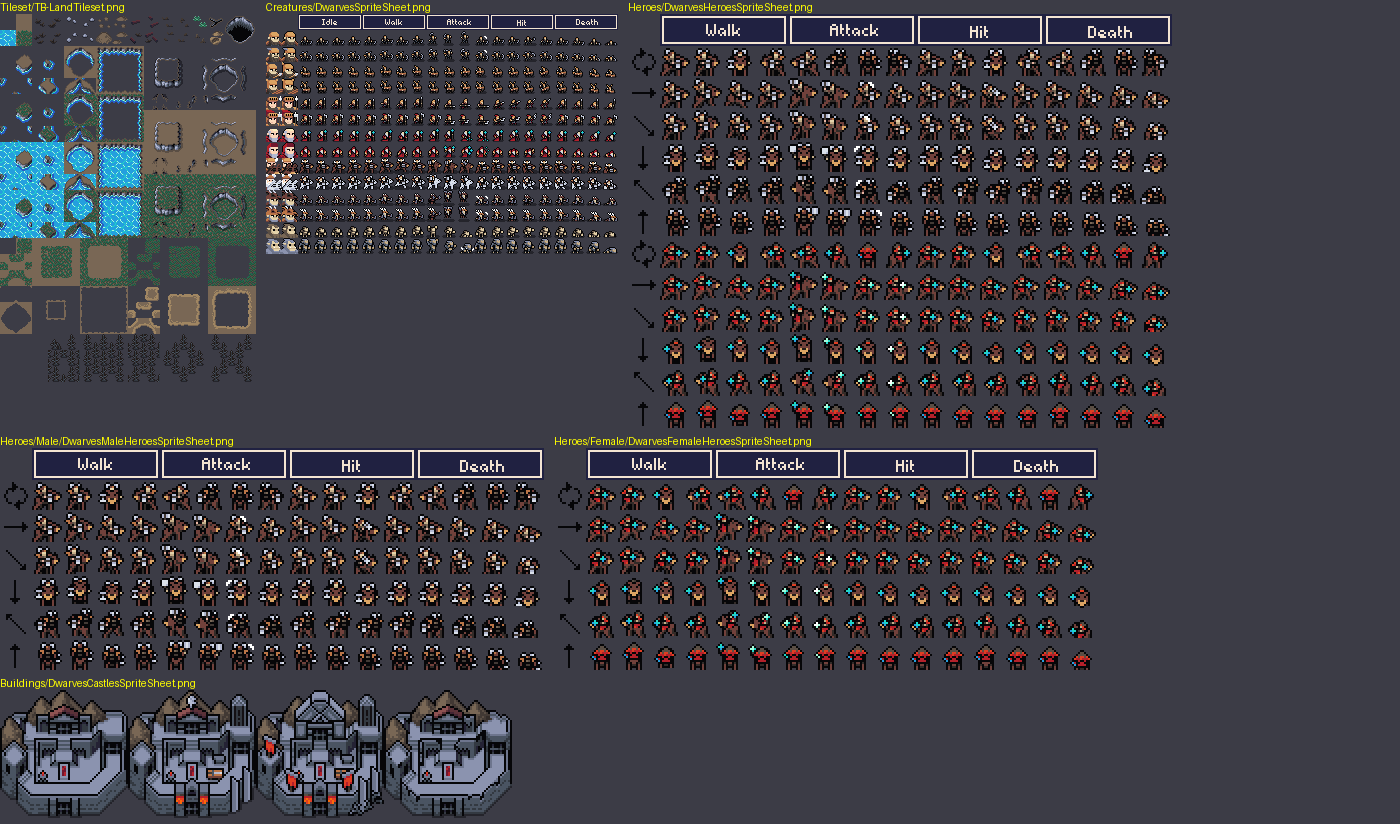 Tileset/TB-LandTileset.png
Creatures/DwarvesSpriteSheet.png
Idle Walk Attack Hit Death
Heroes/DwarvesHeroesSpriteSheet.png
Walk Attack Hit Death
Heroes/Male/DwarvesMaleHeroesSpriteSheet.png
Walk Attack Hit Death
Heroes/Female/DwarvesFemaleHeroesSpriteSheet.png
Walk Attack Hit Death
Buildings/DwarvesCastlesSpriteSheet.png